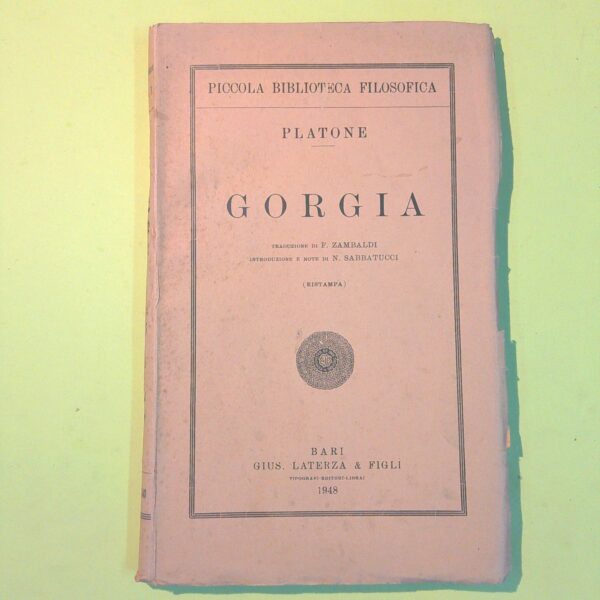 PICCOLA BIBLIOTECA FILOSOFICA
PLATONE
GORGIA
TRADUZIONE DI F. ZAMBALDI
INTRODUZIONE E NOTE DI N. SABBATUCCI
(RISTAMPA)
BARI
GIUS. LATERZA & FIGLI
TIPOGRAFI-EDITORI-LIBRAI
1948